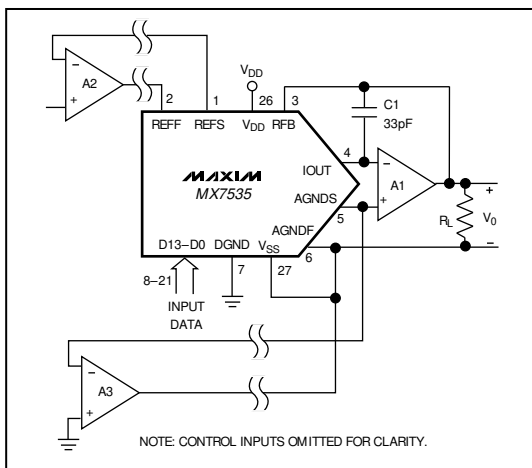 A2
–
+
2
1
VDD
26
3
REFF
REFS
VDD
RFB
C1
33pF
MAXIM
MX7535
IOUT
4
–
A1
+
AGNDS
5
AGNDF
6
RL
+
V0
–
D13–D0
DGND
VSS
8–21
7
27
INPUT
DATA
–
A3
+
NOTE: CONTROL INPUTS OMITTED FOR CLARITY.